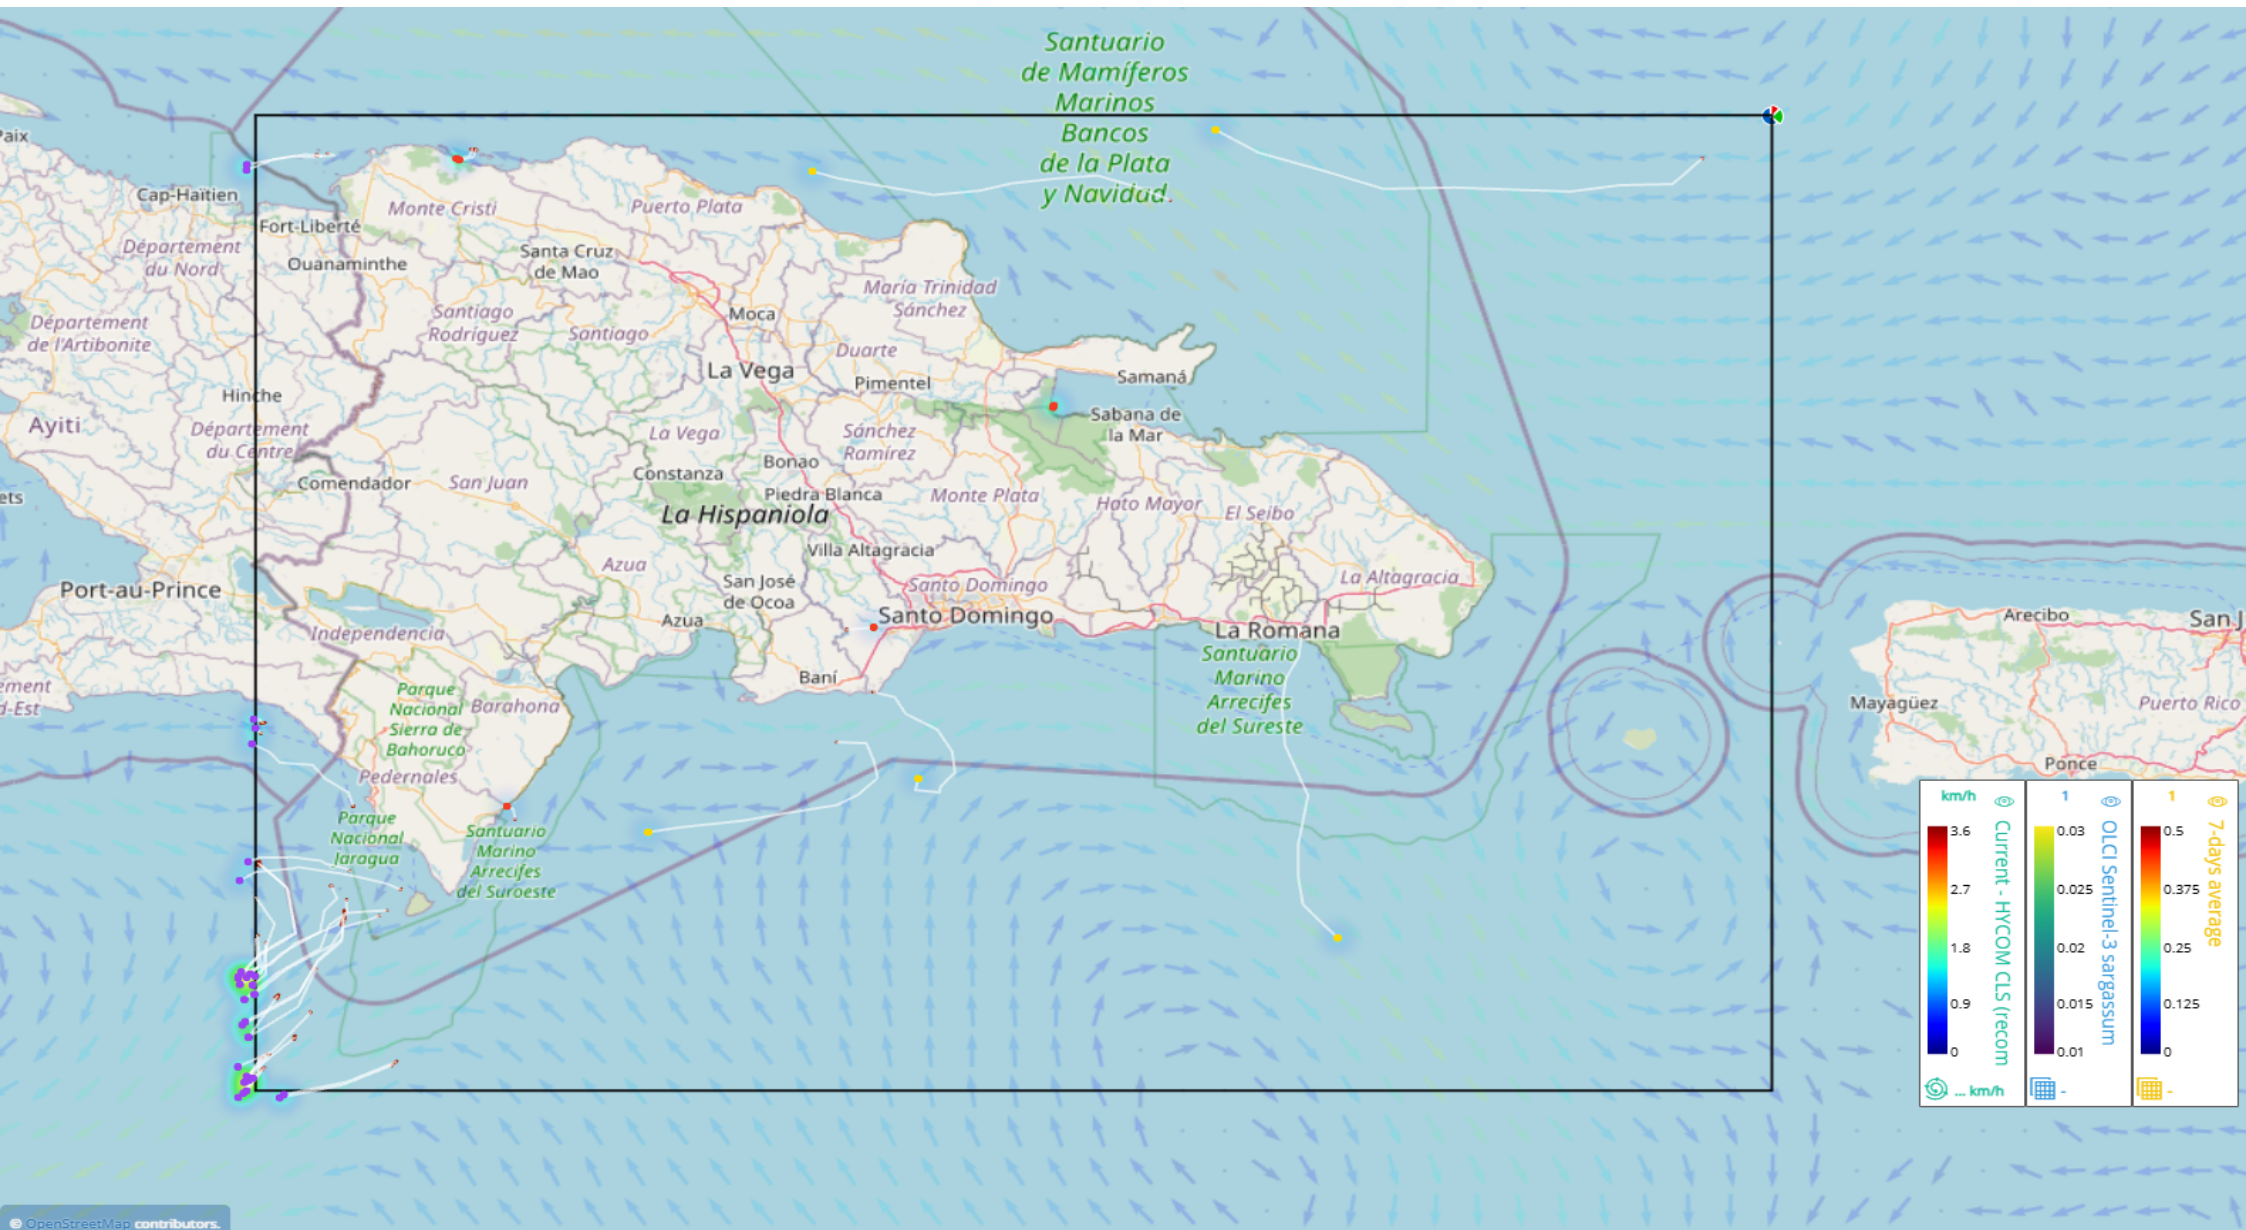 Santuario
de Mamíferos
Marinos
Bancos
de la Plata
y Navidad
Paix
Cap-Haïtien
Fort-Liberté
Ouanaminthe
Monte Cristi
Puerto Plata
Département
du Nord
Santa Cruz
de Mao
María Trinidad
Sánchez
Département
de l'Artibonite
Santiago
Rodríguez
Santiago
Moca
Duarte
La Vega
Pimentel
Samaná
Hinche
Ayiti
Département
du Centre
Sabana de
la Mar
La Vega
Sánchez
Ramírez
Constanza
Bonao
Comendador
San Juan
Piedra Blanca
Monte Plata
Hato Mayor
El Seibo
ets
La Hispaniola
Villa Altagracia
Azua
San José
de Ocoa
Santo Domingo
La Altagracia
Port-au-Prince
Santo Domingo
Azua
La Romana
Independencia
Arecibo
San J
Santuario
Marino
Arrecifes
del Sureste
Baní
ement
d-Est
Parque
Nacional
Sierra de
Bahoruco
Barahona
Mayagüez
Puerto Rico
Pedernales
Ponce
Parque
Nacional
Jaragua
Santuario
Marino
Arrecifes
del Suroeste
km/h
3.6
2.7
1.8
0.9
0
Current - HYCOM CLS (recom
... km/h
1
0.03
0.025
0.02
0.015
0.01
OLCI Sentinel-3 sargassum
-
1
0.5
0.375
0.25
0.125
0
7-days average
-
© OpenStreetMap contributors.